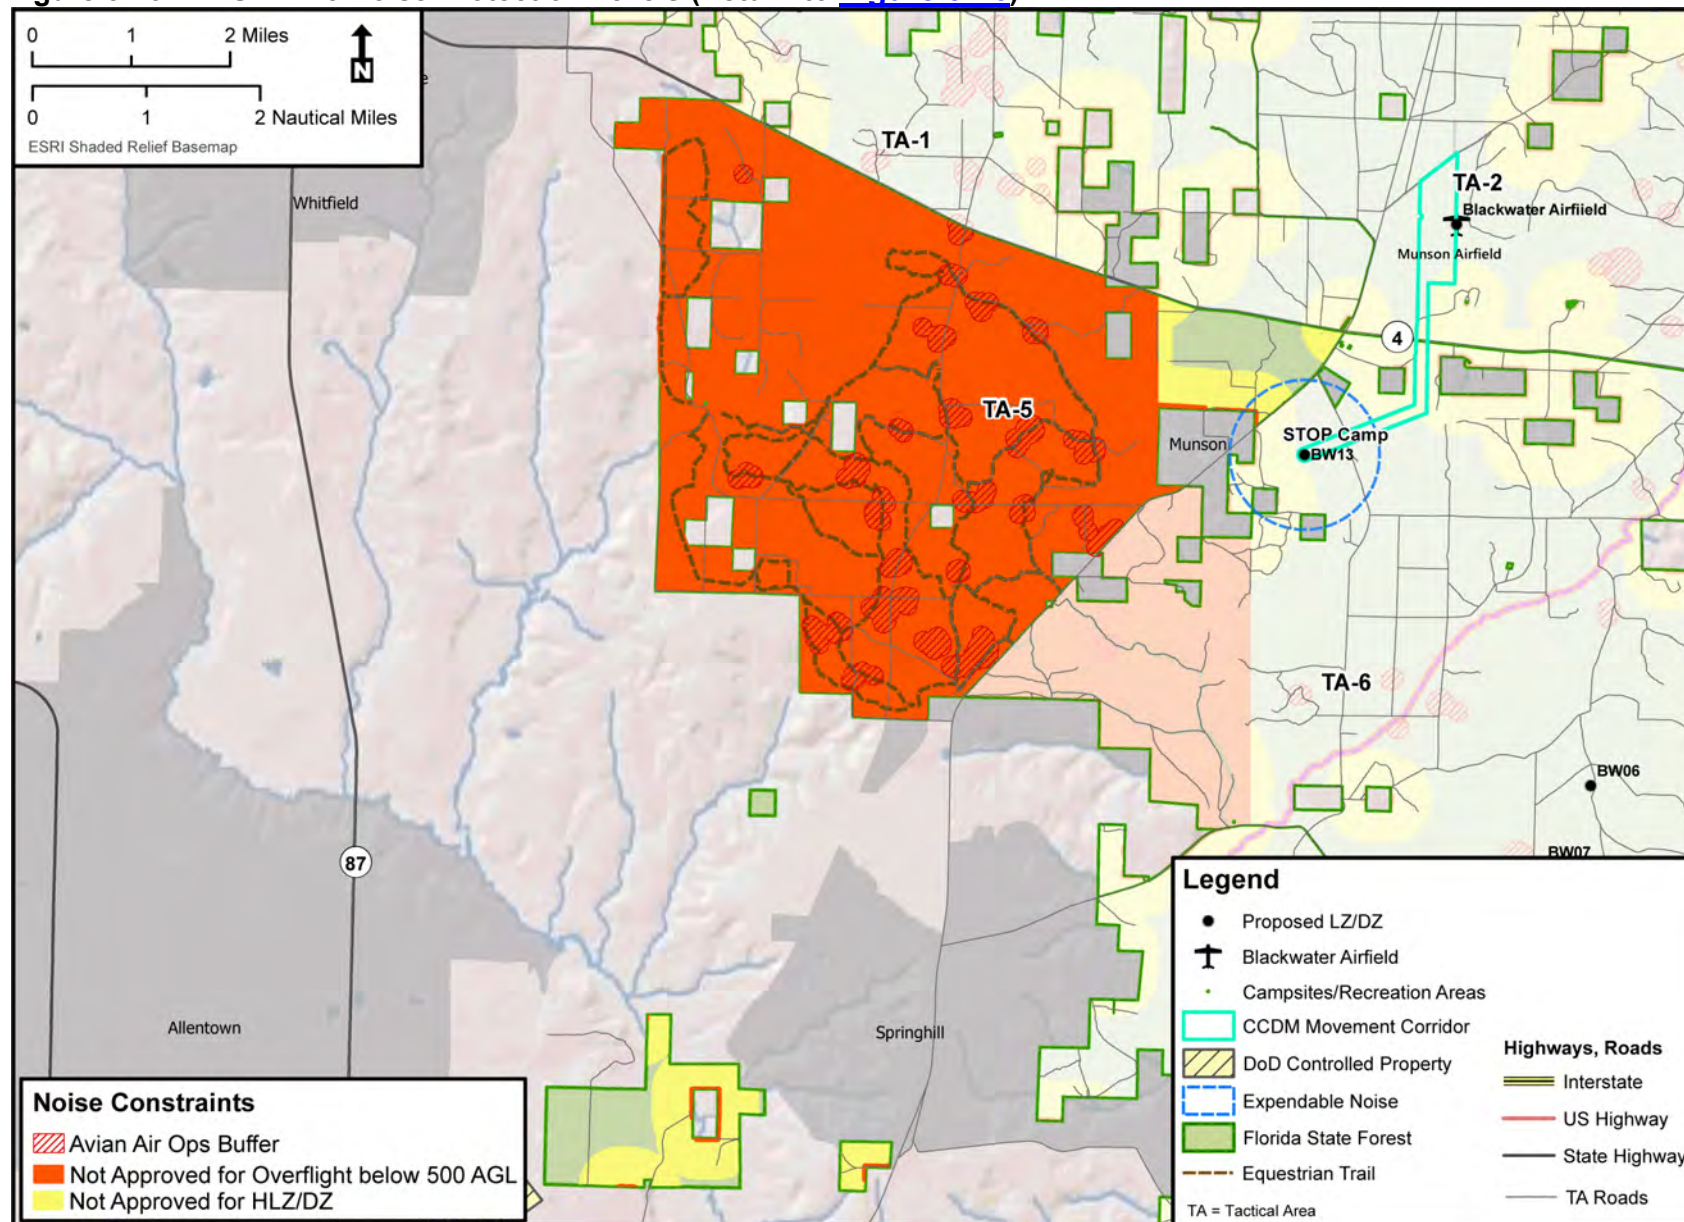 0 1 2 Miles
N
0 1 2 Nautical Miles
ESRI Shaded Relief Basemap
TA-1
Whitfield
TA-2
Blackwater Airfiield
Munson Airfield
4
TA-5
Munson
STOP Camp
BW13
TA-6
BW06
BW07
87
Allentown
Springhill
Noise Constraints
Avian Air Ops Buffer
Not Approved for Overflight below 500 AGL
Not Approved for HLZ/DZ
Legend
Proposed LZ/DZ
Blackwater Airfield
Campsites/Recreation Areas
CCDM Movement Corridor
DoD Controlled Property
Expendable Noise
Florida State Forest
Equestrian Trail
TA = Tactical Area
Highways, Roads
Interstate
US Highway
State Highway
TA Roads